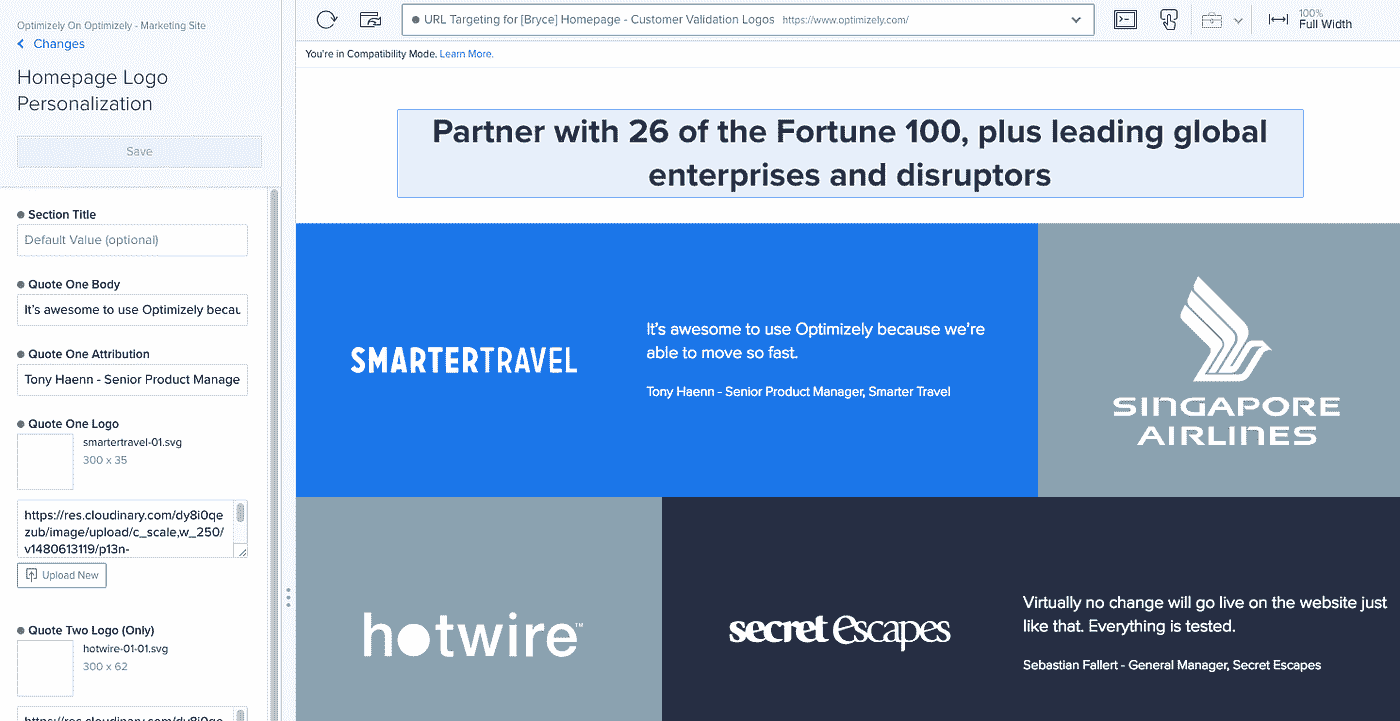 Optimizely On Optimizely - Marketing Site
Changes
Homepage Logo
Personalization
Save
Section Title
Default Value (optional)
Quote One Body
It's awesome to use Optimizely becau
Quote One Attribution
Tony Haenn - Senior Product Manage
Quote One Logo
smartertravel-01.svg
300 x 35
https://res.cloudinary.com/dy8i0qe
zub/image/upload/c_scale,w_250/
v1480613119/p13n-
Upload New
Quote Two Logo (Only)
hotwire-01-01.svg
300 x 62
https://res.cloudinary.com/dy8i0qe
URL Targeting for [Bryce] Homepage - Customer Validation Logos https://www.optimizely.com/
100%
Full Width
You're in Compatibility Mode. Learn More.
Partner with 26 of the Fortune 100, plus leading global
enterprises and disruptors
SMARTERTRAVEL
It's awesome to use Optimizely because we're
able to move so fast.
Tony Haenn - Senior Product Manager, Smarter Travel
SINGAPORE
AIRLINES
hotwire™
secret escapes
Virtually no change will go live on the website just
like that. Everything is tested.
Sebastian Fallert - General Manager, Secret Escapes